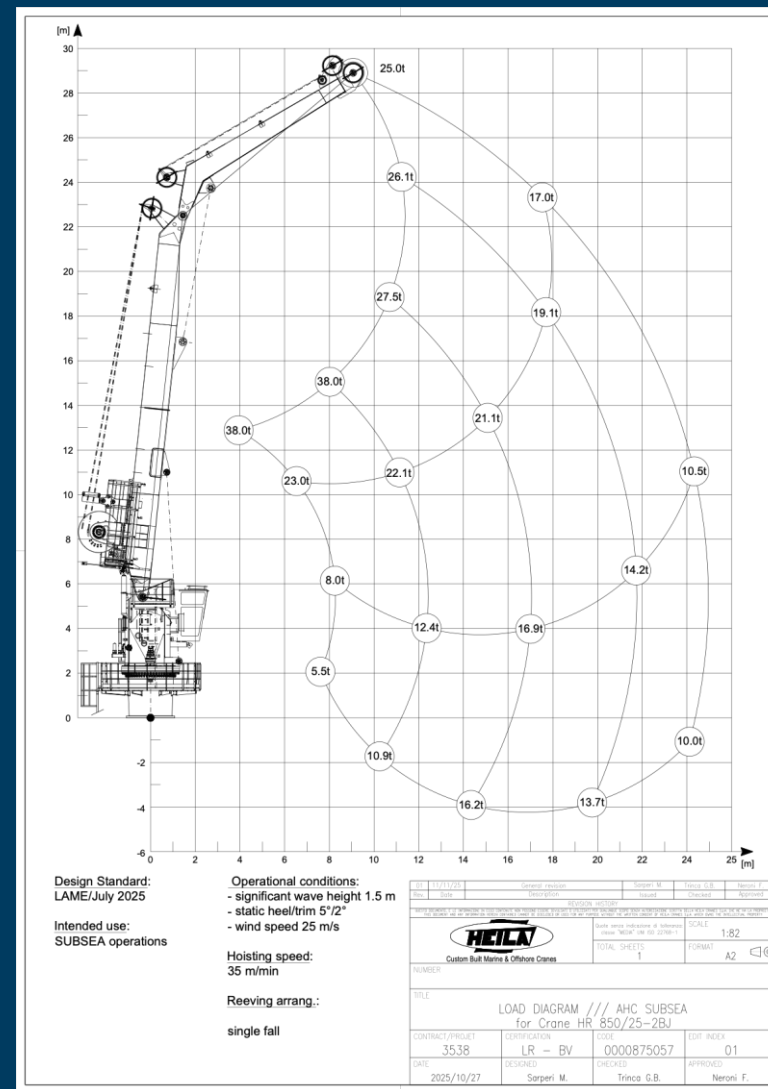 [m]
30
28
26
24
22
20
18
16
14
12
10
8
6
4
2
0
-2
-4
-6
25.0t
26.1t
17.0t
27.5t
19.1t
38.0t
21.1t
38.0t
23.0t
22.1t
10.5t
8.0t
14.2t
12.4t
16.9t
5.5t
10.9t
10.0t
16.2t
13.7t
0 2 4 6 8 10 12 14 16 18 20 22 24 25 [m]
Design Standard:
LAME/July 2025
Intended use:
SUBSEA operations
Operational conditions:
- significant wave height 1.5 m
- static heel/trim 5°/2°
- wind speed 25 m/s
Hoisting speed:
35 m/min
Reeving arrang.:
single fall
01 11/11/25 General revision Sarperi M. Trinca G.B. Neroni F.
Rev. Date Description Issued Checked Approved
REVISION HISTORY
HEILA
Custom Built Marine & Offshore Cranes
SCALE
1:82
TOTAL SHEETS
1
FORMAT
A2
NUMBER
TITLE
LOAD DIAGRAM /// AHC SUBSEA
for Crane HR 850/25-2BJ
CONTRACT/PROJECT
3538
CERTIFICATION
LR - BV
CODE
0000875057
EDIT INDEX
01
DATE
2025/10/27
DESIGNED
Sarperi M.
CHECKED
Trinca G.B.
APPROVED
Neroni F.